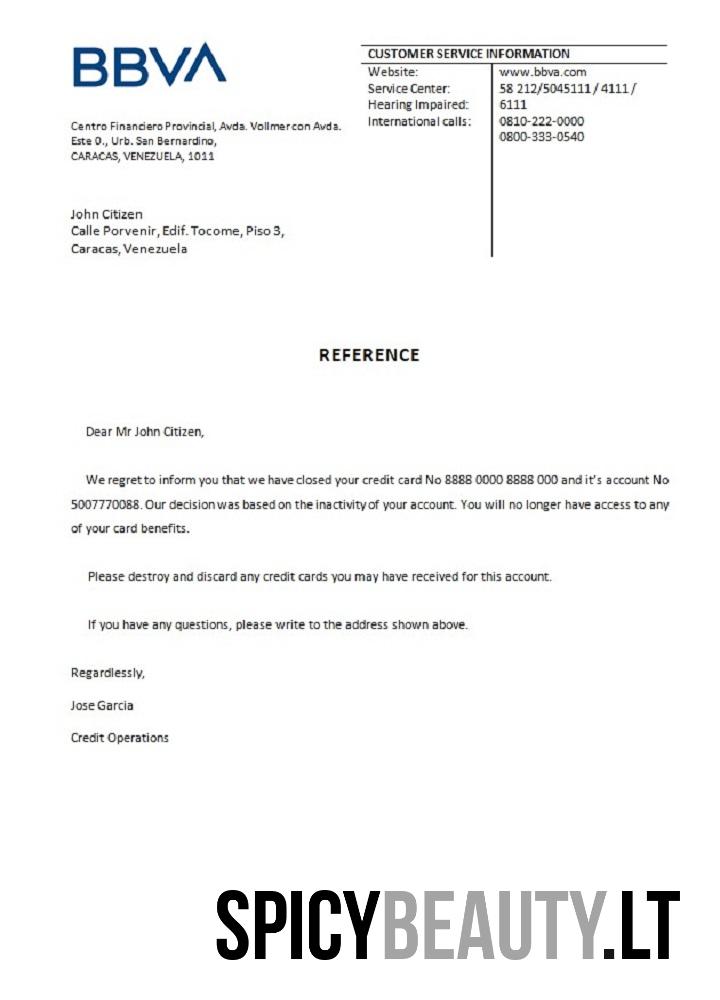 BBVA
Centro Financiero Provincial, Avda. Vollmer con Avda.
Este 0., Urb. San Bernardino,
CARACAS, VENEZUELA, 1011
CUSTOMER SERVICE INFORMATION
Website: www.bbva.com
Service Center: 58 212/5045111 / 4111 /
Hearing Impaired: 6111
International calls: 0810-222-0000
0800-333-0540
John Citizen
Calle Porvenir, Edif. Tocome, Piso 3,
Caracas, Venezuela
REFERENCE
Dear Mr John Citizen,
We regret to inform you that we have closed your credit card No 8888 0000 8888 000 and it's account No
5007770088. Our decision was based on the inactivity of your account. You will no longer have access to any
of your card benefits.
Please destroy and discard any credit cards you may have received for this account.
If you have any questions, please write to the address shown above.
Regardlessly,
Jose Garcia
Credit Operations
SPICYBEAUTY.LT